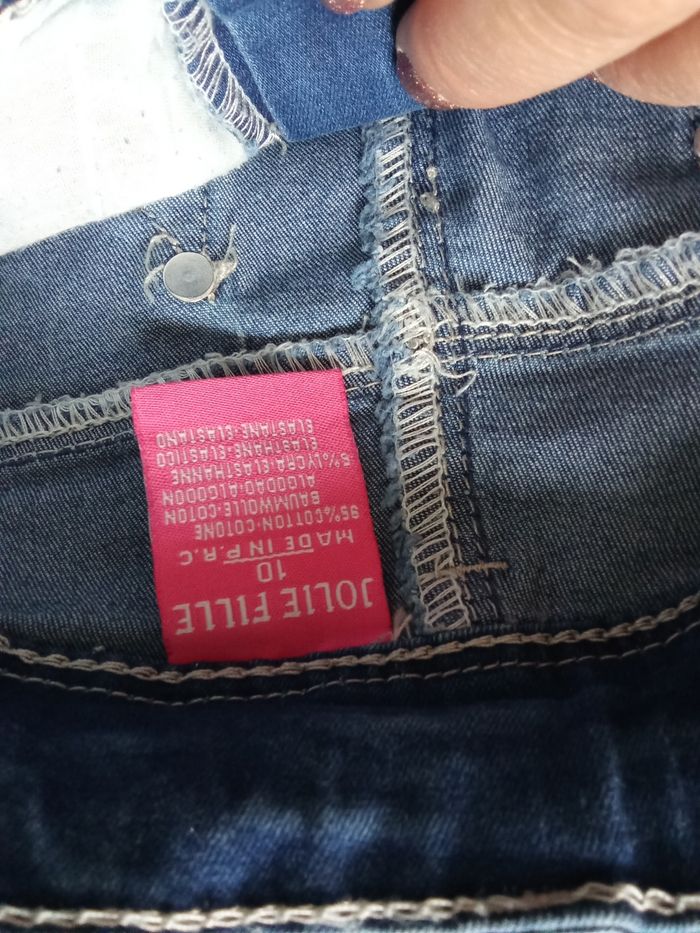 JOLIE FILLE
10
MADE IN P.R.C
95%COTTON·COTONE
BAUMWOLLE·COTON
ALGODAO·ALGODON
5%LYCRA·ELASTHANNE
ELASTHANE·ELASTICO
ELASTANE·ELASTANO